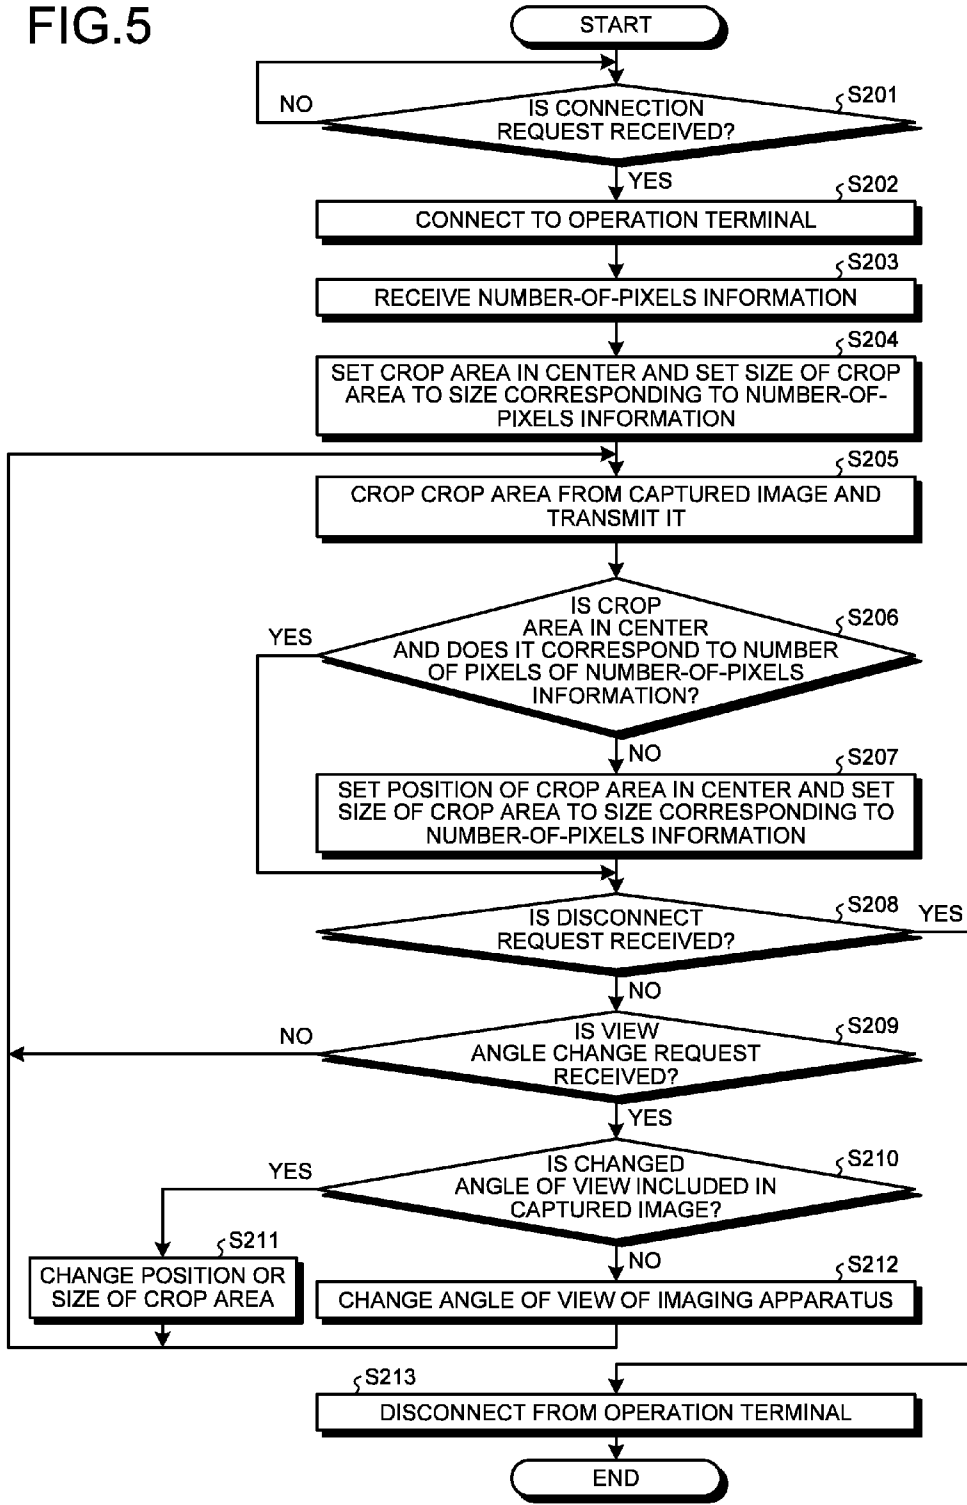 FIG.5
START
NO
IS CONNECTION
REQUEST RECEIVED?
S201
YES
S202
CONNECT TO OPERATION TERMINAL
S203
RECEIVE NUMBER-OF-PIXELS INFORMATION
S204
SET CROP AREA IN CENTER AND SET SIZE OF CROP
AREA TO SIZE CORRESPONDING TO NUMBER-OF-
PIXELS INFORMATION
S205
CROP CROP AREA FROM CAPTURED IMAGE AND
TRANSMIT IT
S206
YES
IS CROP
AREA IN CENTER
AND DOES IT CORRESPOND TO NUMBER
OF PIXELS OF NUMBER-OF-PIXELS
INFORMATION?
NO
S207
SET POSITION OF CROP AREA IN CENTER AND SET
SIZE OF CROP AREA TO SIZE CORRESPONDING TO
NUMBER-OF-PIXELS INFORMATION
S208
YES
IS DISCONNECT
REQUEST RECEIVED?
NO
S209
NO
IS VIEW
ANGLE CHANGE REQUEST
RECEIVED?
YES
S210
YES
IS CHANGED
ANGLE OF VIEW INCLUDED IN
CAPTURED IMAGE?
S211
CHANGE POSITION OR
SIZE OF CROP AREA
NO
S212
CHANGE ANGLE OF VIEW OF IMAGING APPARATUS
S213
DISCONNECT FROM OPERATION TERMINAL
END